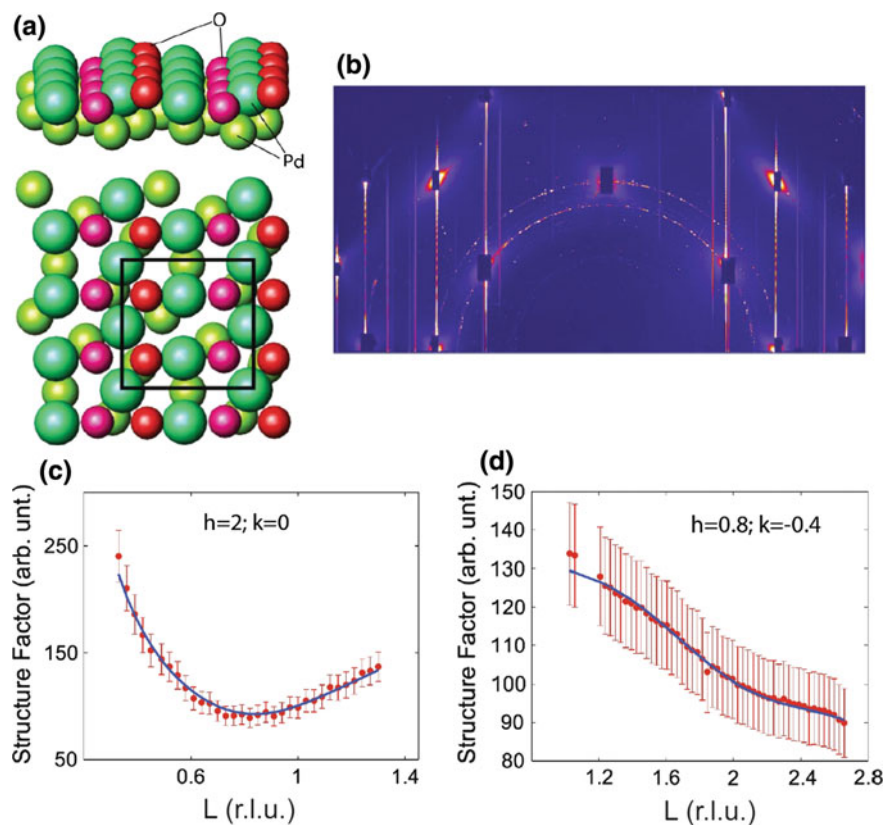 (a)
O
Pd
(b)
(c)
Structure Factor (arb. unt.)
250
150
50
h=2; k=0
0.6
1
1.4
L (r.l.u.)
(d)
Structure Factor (arb. unt.)
150
140
130
120
110
100
90
80
h=0.8; k=-0.4
1.2
1.6
2
2.4
2.8
L (r.l.u.)